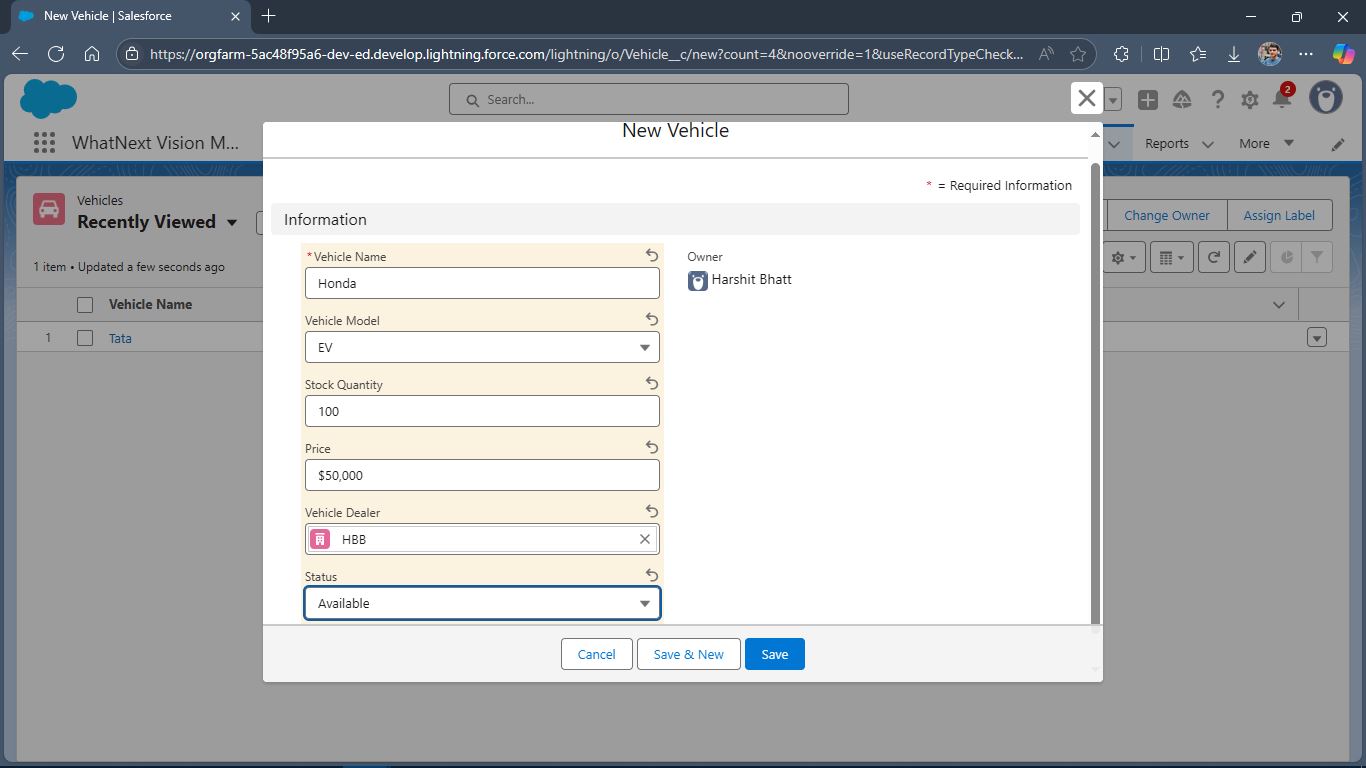 New Vehicle | Salesforce
https://orgfarm-5ac48f95a6-dev-ed.develop.lightning.force.com/lightning/o/Vehicle__c/new?count=4&nooverride=1&useRecordTypeCheck...
Search...
2
WhatNext Vision M...
Reports
More
New Vehicle
* = Required Information
Vehicles
Recently Viewed
Change Owner
Assign Label
Information
1 item • Updated a few seconds ago
* Vehicle Name
Honda
Owner
Harshit Bhatt
Vehicle Name
1 Tata
Vehicle Model
EV
Stock Quantity
100
Price
$50,000
Vehicle Dealer
HBB
Status
Available
Cancel
Save & New
Save